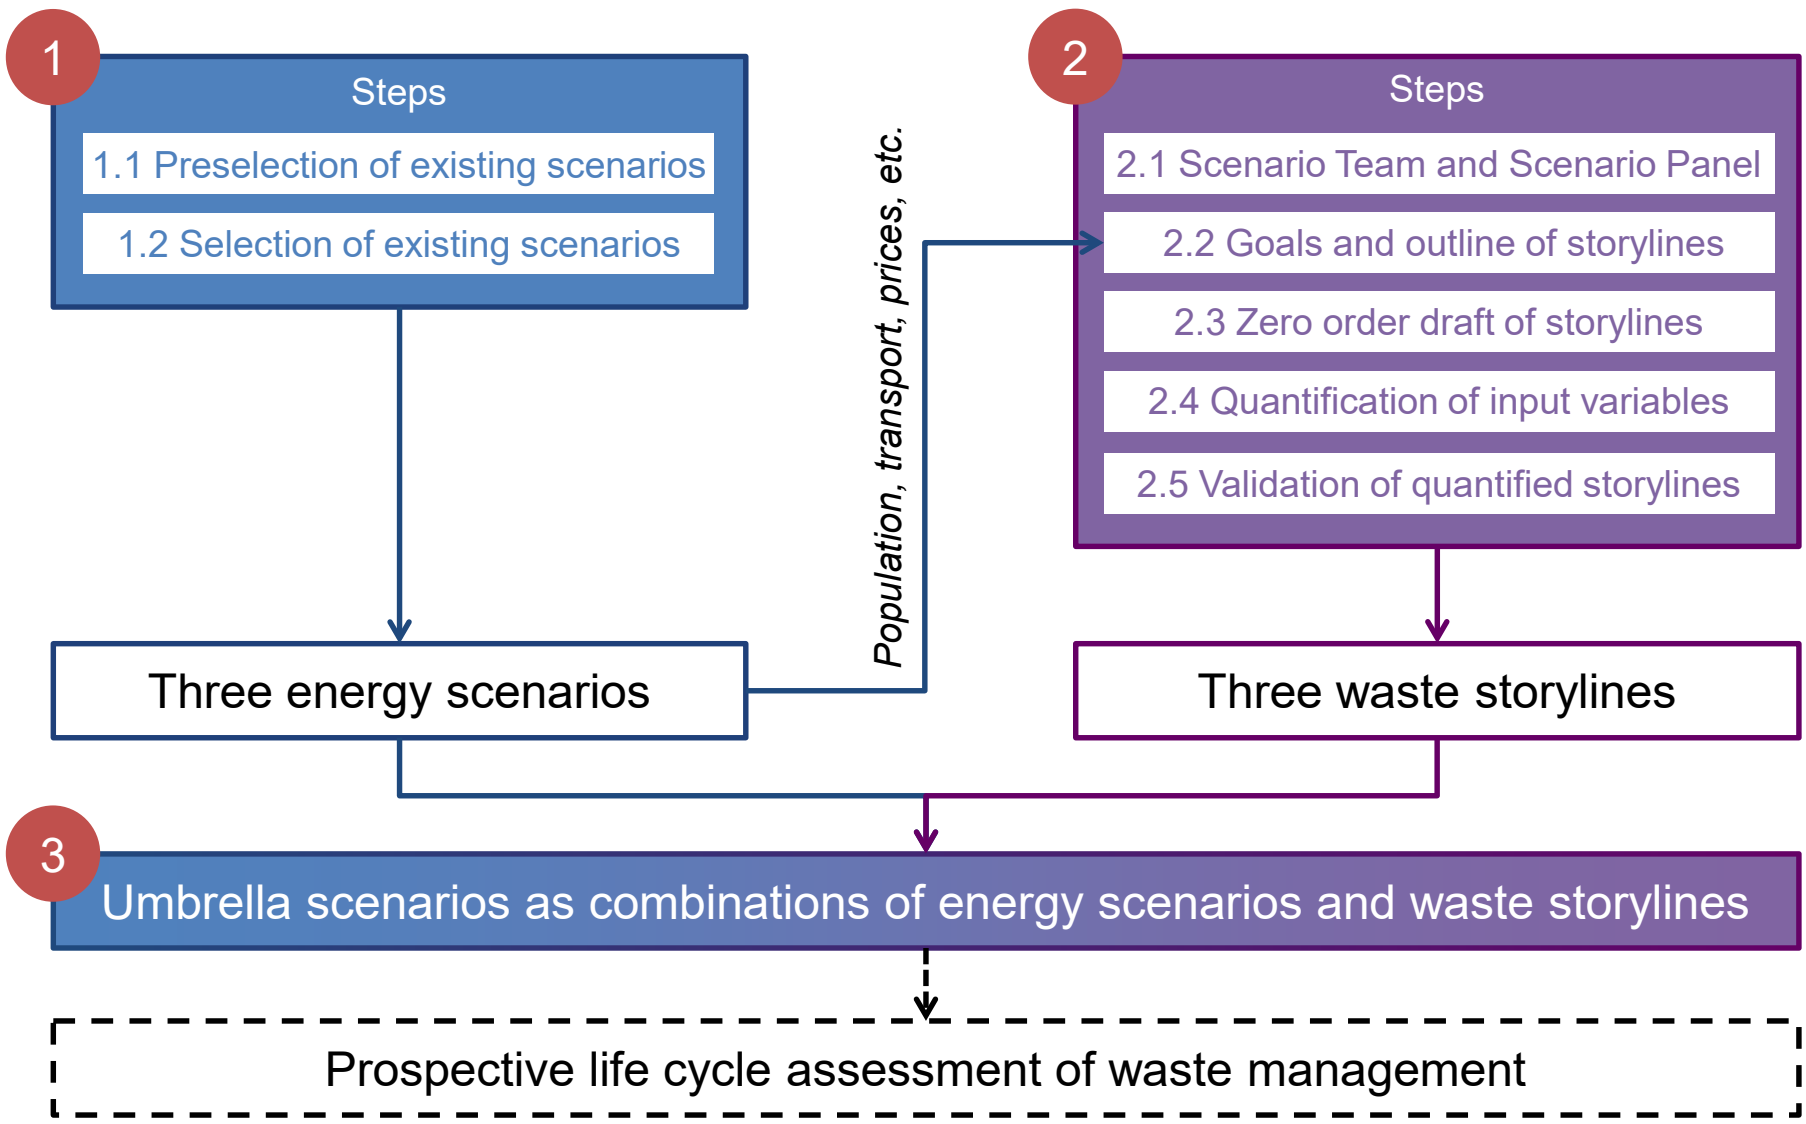 1
Steps
1.1 Preselection of existing scenarios
1.2 Selection of existing scenarios
Three energy scenarios
Population, transport, prices, etc.
2
Steps
2.1 Scenario Team and Scenario Panel
2.2 Goals and outline of storylines
2.3 Zero order draft of storylines
2.4 Quantification of input variables
2.5 Validation of quantified storylines
Three waste storylines
3
Umbrella scenarios as combinations of energy scenarios and waste storylines
Prospective life cycle assessment of waste management